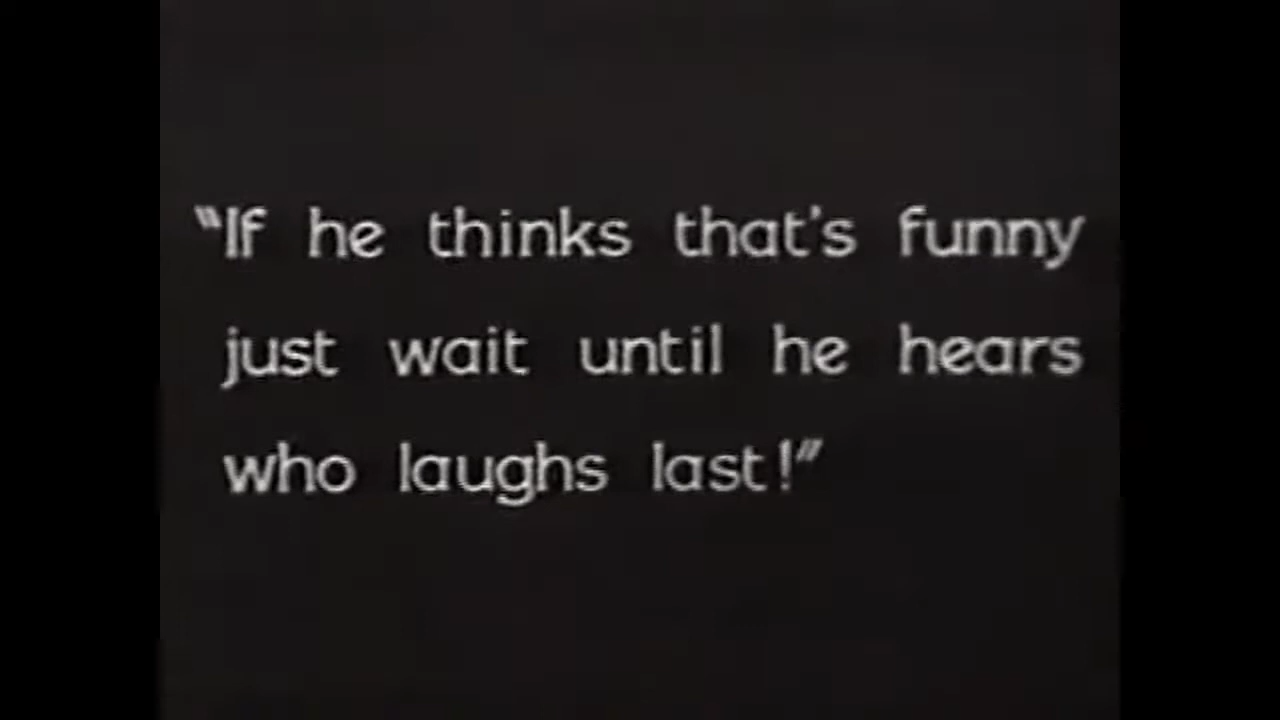 "If he thinks that's funny
just wait until he hears
who laughs last!"